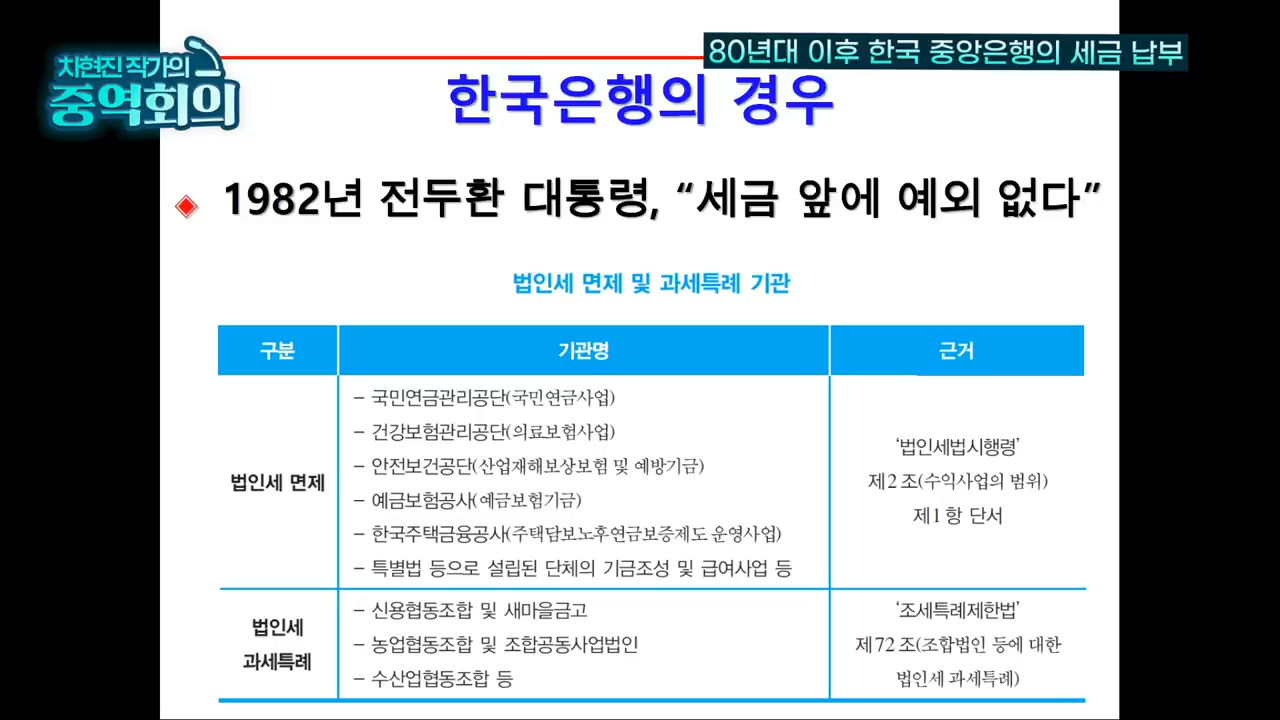 차현진 작가의
중역회의
80년대 이후 한국 중앙은행의 세금 납부
한국은행의 경우
1982년 전두환 대통령, “세금 앞에 예외 없다”
법인세 면제 및 과세특례 기관
구분 기관명 근거
법인세 면제
– 국민연금관리공단(국민연금사업)
– 건강보험관리공단(의료보험사업)
– 안전보건공단(산업재해보상보험 및 예방기금)
– 예금보험공사(예금보험기금)
– 한국주택금융공사(주택담보노후연금보증제도 운영사업)
– 특별법 등으로 설립된 단체의 기금조성 및 급여사업 등
‘법인세법시행령’
제2조(수익사업의 범위)
제1항 단서
법인세
과세특례
– 신용협동조합 및 새마을금고
– 농업협동조합 및 조합공동사업법인
– 수산업협동조합 등
‘조세특례제한법’
제72조(조합법인 등에 대한
법인세 과세특례)